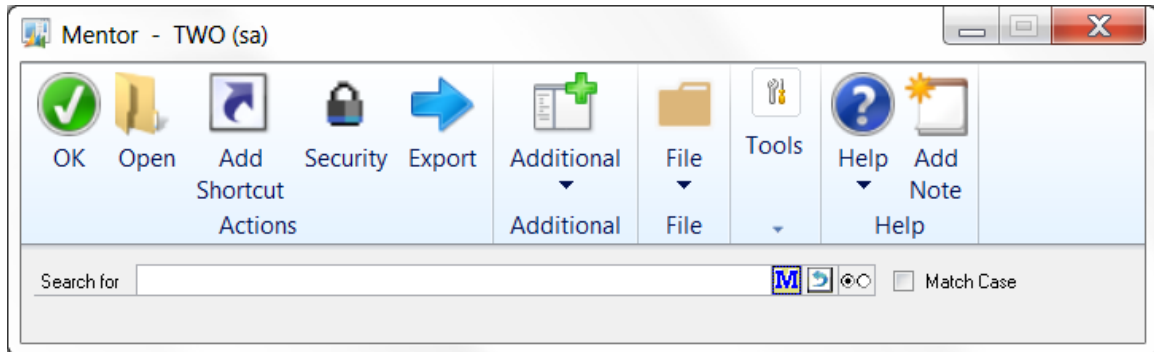 Mentor - TWO (sa)
OK Open Add Shortcut Security Export Additional File Tools Help Add Note
Actions Additional File Help
Search for M Match Case